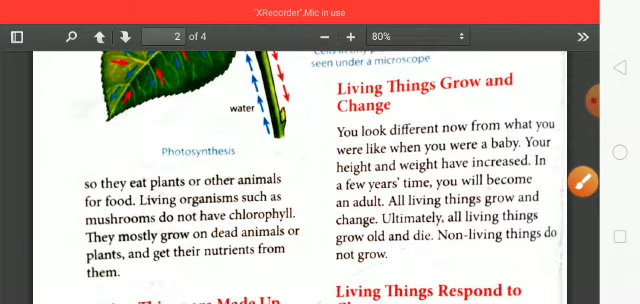 "XRecorder",Mic in use
2 of 4
80%
water
Photosynthesis
so they eat plants or other animals
for food. Living organisms such as
mushrooms do not have chlorophyll.
They mostly grow on dead animals or
plants, and get their nutrients from
them.
seen under a microscope
Living Things Grow and
Change
You look different now from what you
were like when you were a baby. Your
height and weight have increased. In
a few years' time, you will become
an adult. All living things grow and
change. Ultimately, all living things
grow old and die. Non-living things do
not grow.
Living Things Respond to